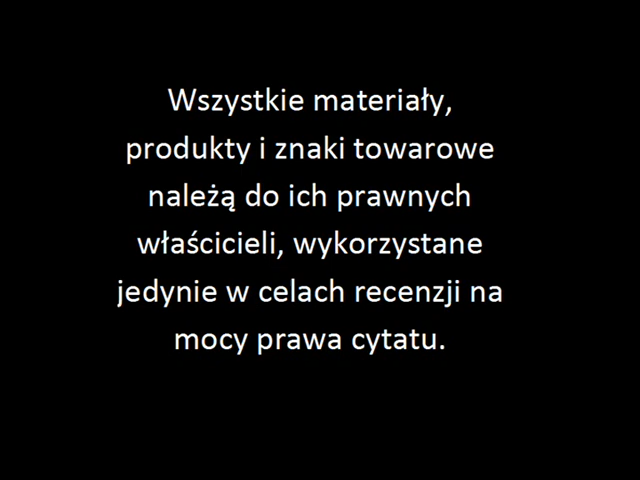 Wszystkie materiały,
produkty i znaki towarowe
należą do ich prawnych
właścicieli, wykorzystane
jedynie w celach recenzji na
mocy prawa cytatu.